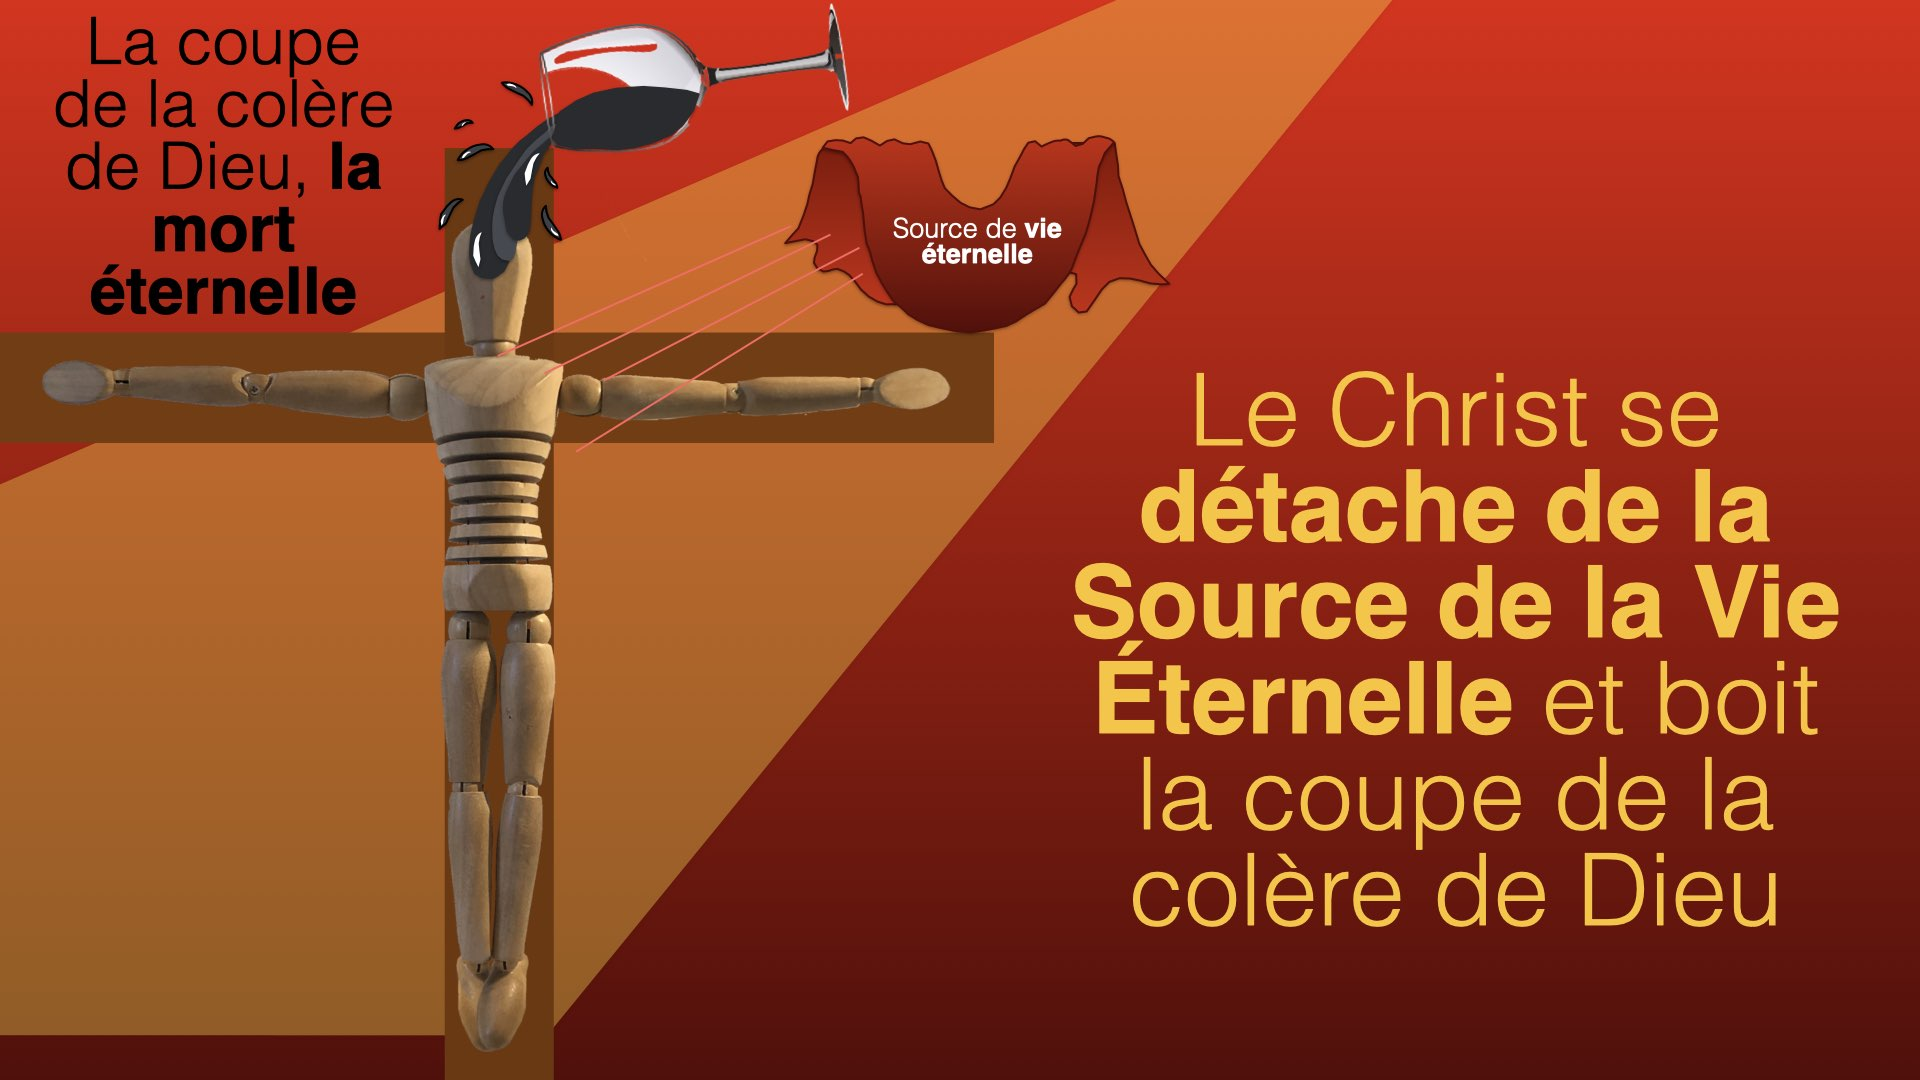 La coupe
de la colère
de Dieu, la
mort
éternelle
Source de vie
éternelle
Le Christ se
détache de la
Source de la Vie
Éternelle et boit
la coupe de la
colère de Dieu